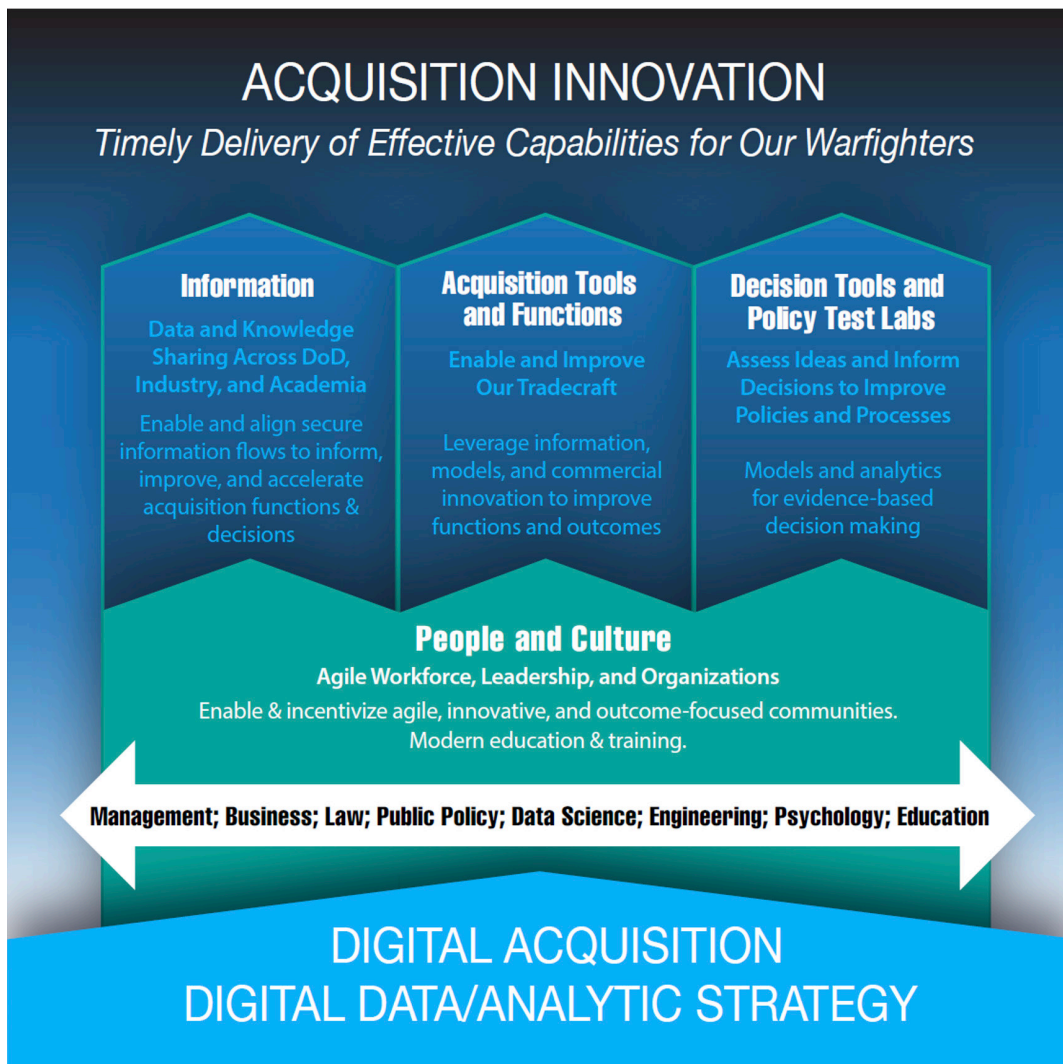 ACQUISITION INNOVATION
Timely Delivery of Effective Capabilities for Our Warfighters
Information
Data and Knowledge
Sharing Across DoD,
Industry, and Academia
Enable and align secure
information flows to inform,
improve, and accelerate
acquisition functions &
decisions
Acquisition Tools
and Functions
Enable and Improve
Our Tradecraft
Leverage information,
models, and commercial
innovation to improve
functions and outcomes
Decision Tools and
Policy Test Labs
Assess Ideas and Inform
Decisions to Improve
Policies and Processes
Models and analytics
for evidence-based
decision making
People and Culture
Agile Workforce, Leadership, and Organizations
Enable & incentivize agile, innovative, and outcome-focused communities.
Modern education & training.
Management; Business; Law; Public Policy; Data Science; Engineering; Psychology; Education
DIGITAL ACQUISITION
DIGITAL DATA/ANALYTIC STRATEGY